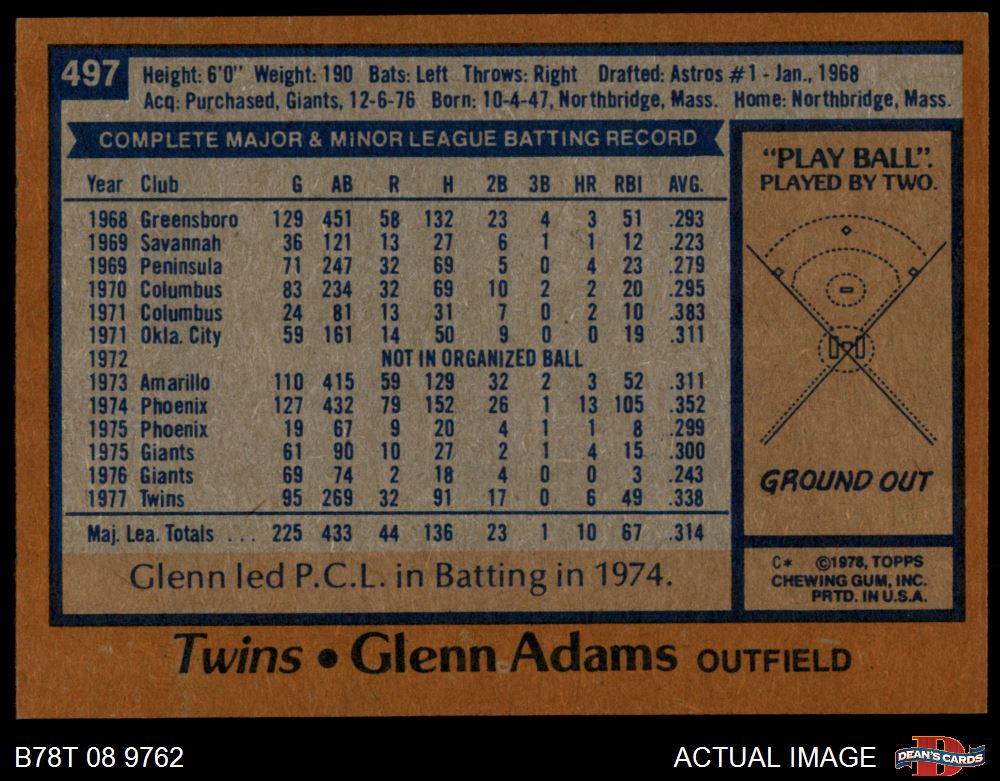 497
Height: 6'0" Weight: 190 Bats: Left Throws: Right Drafted: Astros #1 - Jan., 1968
Acq: Purchased, Giants, 12-6-76 Born: 10-4-47, Northbridge, Mass. Home: Northbridge, Mass.
COMPLETE MAJOR & MINOR LEAGUE BATTING RECORD
Year Club G AB R H 2B 3B HR RBI AVG.
1968 Greensboro 129 451 58 132 23 4 3 51 .293
1969 Savannah 36 121 13 27 6 1 1 12 .223
1969 Peninsula 71 247 32 69 5 0 4 23 .279
1970 Columbus 83 234 32 69 10 2 2 20 .295
1971 Columbus 24 81 13 31 7 0 2 10 .383
1971 Okla. City 59 161 14 50 9 0 0 19 .311
1972 NOT IN ORGANIZED BALL
1973 Amarillo 110 415 59 129 32 2 3 52 .311
1974 Phoenix 127 432 79 152 26 1 13 105 .352
1975 Phoenix 19 67 9 20 4 1 1 8 .299
1975 Giants 61 90 10 27 2 1 4 15 .300
1976 Giants 69 74 2 18 4 0 0 3 .243
1977 Twins 95 269 32 91 17 0 6 49 .338
Maj. Lea. Totals ... 225 433 44 136 23 1 10 67 .314
Glenn led P.C.L. in Batting in 1974.
"PLAY BALL".
PLAYED BY TWO.
GROUND OUT
C* ©1978, TOPPS
CHEWING GUM, INC.
PRTD. IN U.S.A.
Twins • Glenn Adams OUTFIELD
B78T 08 9762
ACTUAL IMAGE
D
DEAN'S CARDS